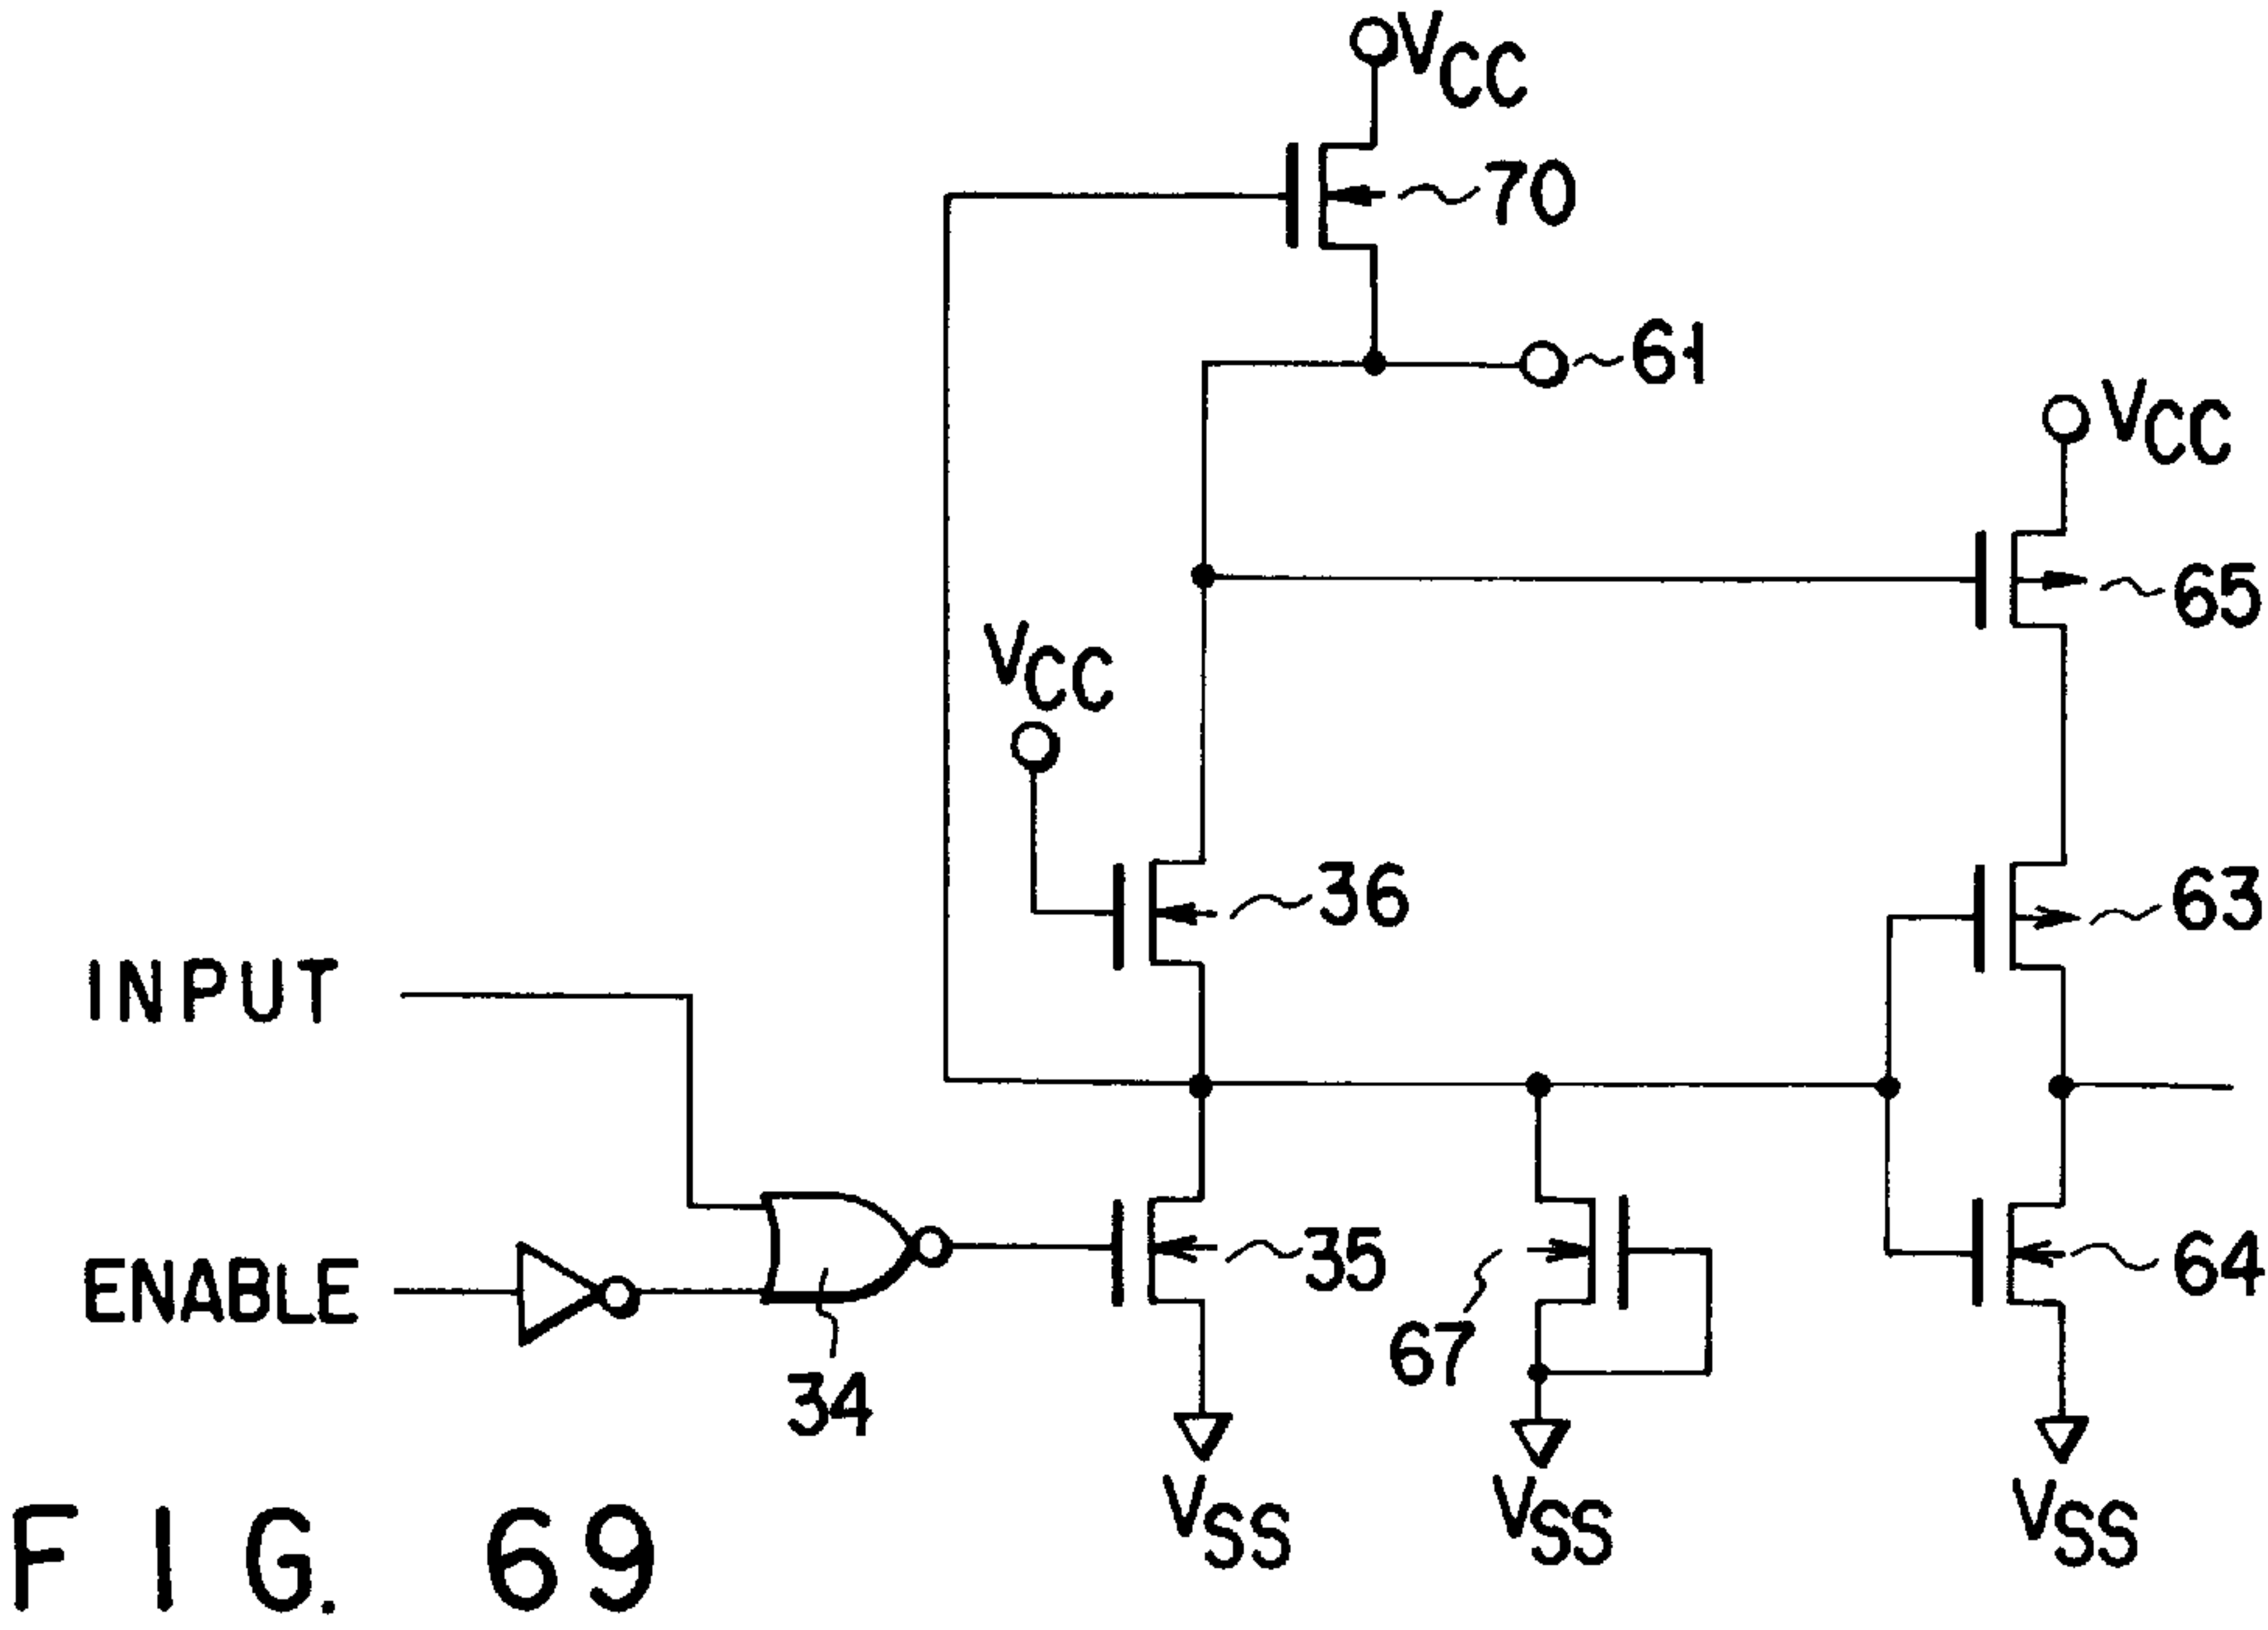 VCC
70
61
VCC
65
VCC
36
63
INPUT
ENABLE
35
64
67
34
VSS
VSS
VSS
FIG. 69